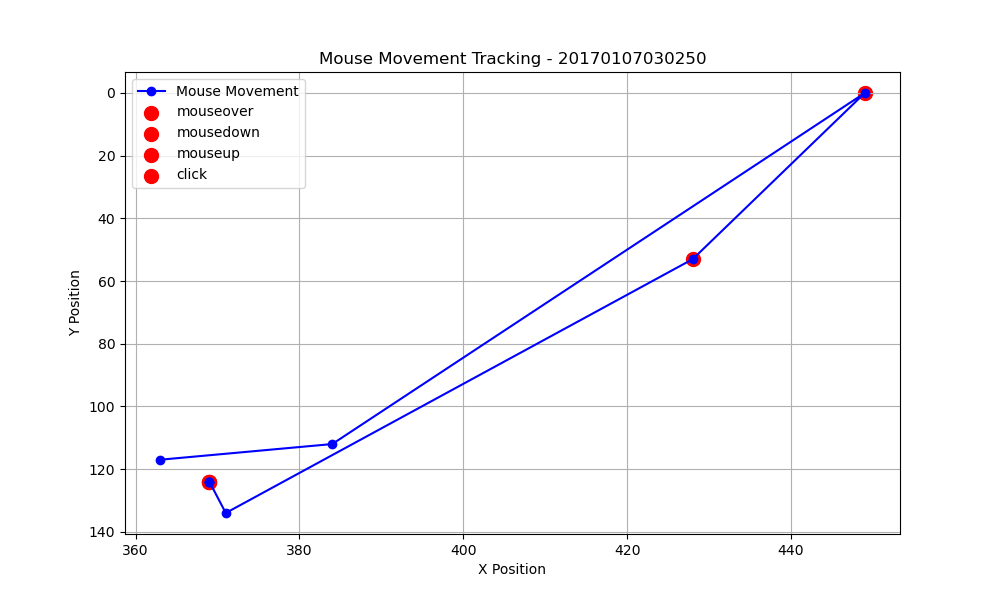 Mouse Movement Tracking - 20170107030250
Mouse Movement
mouseover
mousedown
mouseup
click
0
20
40
60
80
100
120
140
Y Position
360 380 400 420 440
X Position